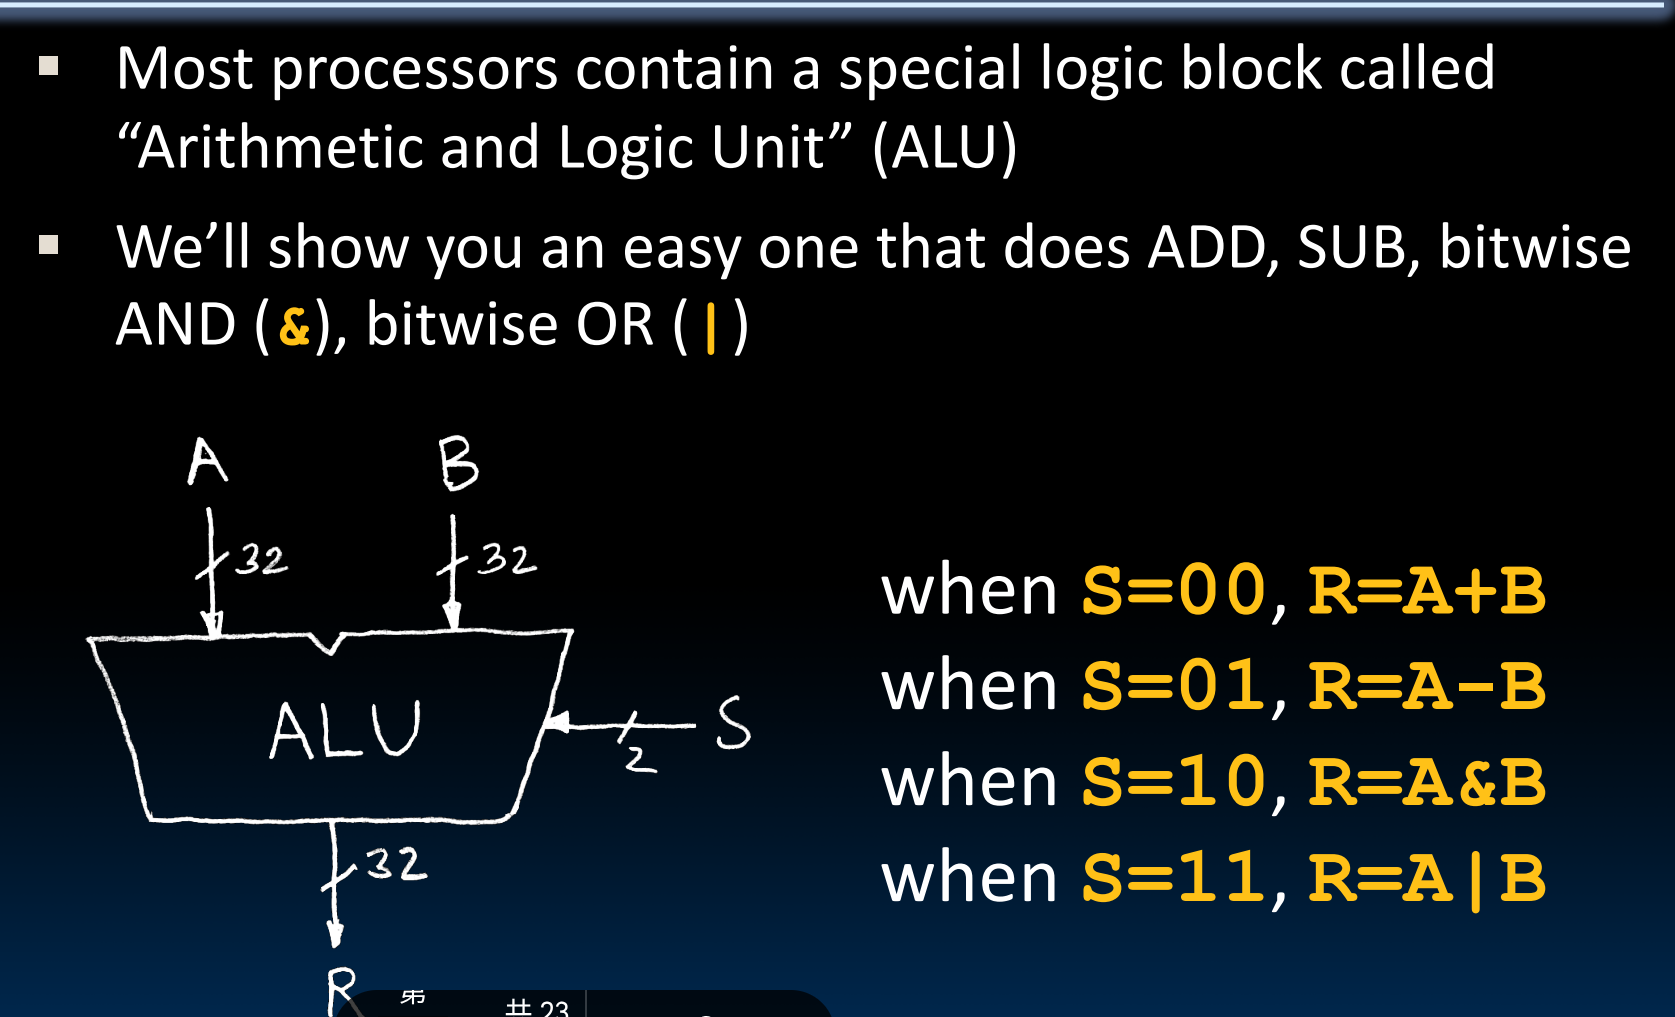 Most processors contain a special logic block called
“Arithmetic and Logic Unit” (ALU)
We’ll show you an easy one that does ADD, SUB, bitwise
AND (&), bitwise OR (|)
A
B
32
32
ALU
S
2
32
R
when S=00, R=A+B
when S=01, R=A-B
when S=10, R=A&B
when S=11, R=A|B
第
共 23